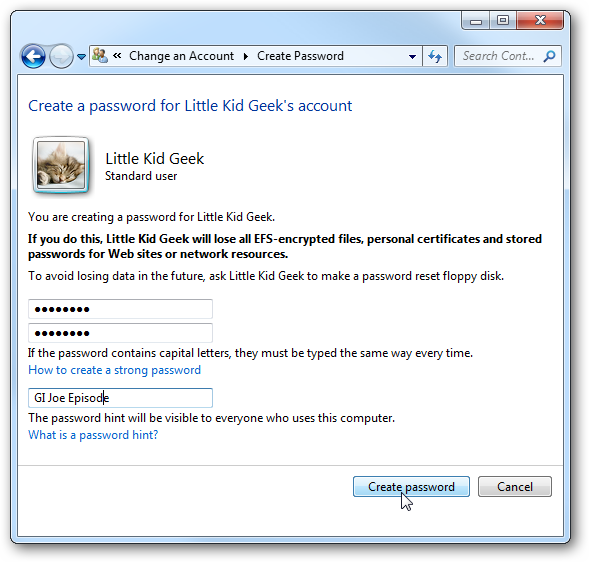 « Change an Account ▸ Create Password
Search Cont...
Create a password for Little Kid Geek's account
Little Kid Geek
Standard user
You are creating a password for Little Kid Geek.
If you do this, Little Kid Geek will lose all EFS-encrypted files, personal certificates and stored
passwords for Web sites or network resources.
To avoid losing data in the future, ask Little Kid Geek to make a password reset floppy disk.
●●●●●●●●
●●●●●●●●
If the password contains capital letters, they must be typed the same way every time.
How to create a strong password
GI Joe Episode
The password hint will be visible to everyone who uses this computer.
What is a password hint?
Create password
Cancel